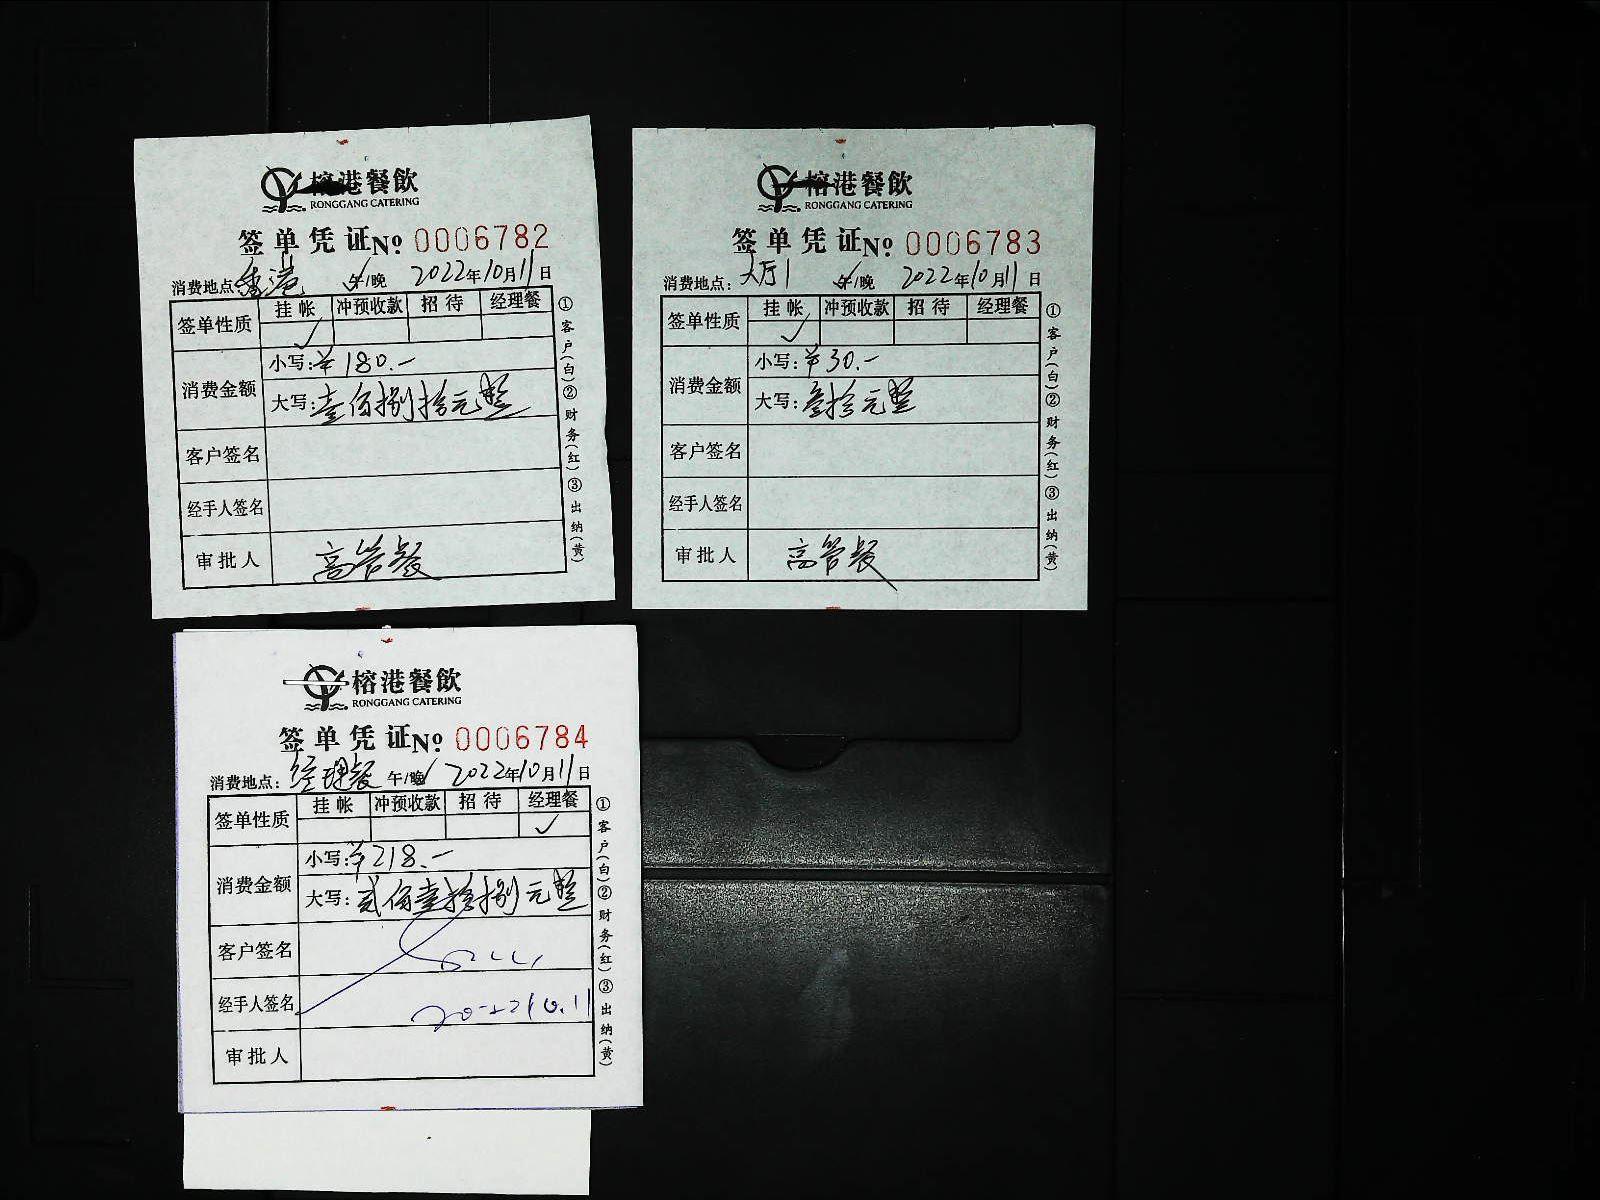 榕港餐飲
RONGGANG CATERING
签单凭证№ 0006782
消费地点:香港 午/晚 2022年10月11日
签单性质 挂帐 冲预收款 招待 经理餐
✓
消费金额 小写:¥180.-
大写:壹佰捌拾元整
客户签名
经手人签名
审批人 高管餐
①客户(白)②财务(红)③出纳(黄)
榕港餐飲
RONGGANG CATERING
签单凭证№ 0006783
消费地点:大厅1 午/晚 2022年10月11日
签单性质 挂帐 冲预收款 招待 经理餐
✓
消费金额 小写:¥30.-
大写:叁拾元整
客户签名
经手人签名
审批人 高管餐
①客户(白)②财务(红)③出纳(黄)
榕港餐飲
RONGGANG CATERING
签单凭证№ 0006784
消费地点:经理餐 午/晚 2022年10月11日
签单性质 挂帐 冲预收款 招待 经理餐
✓
消费金额 小写:¥218.-
大写:贰佰壹拾捌元整
客户签名
经手人签名 202210.11
审批人
①客户(白)②财务(红)③出纳(黄)